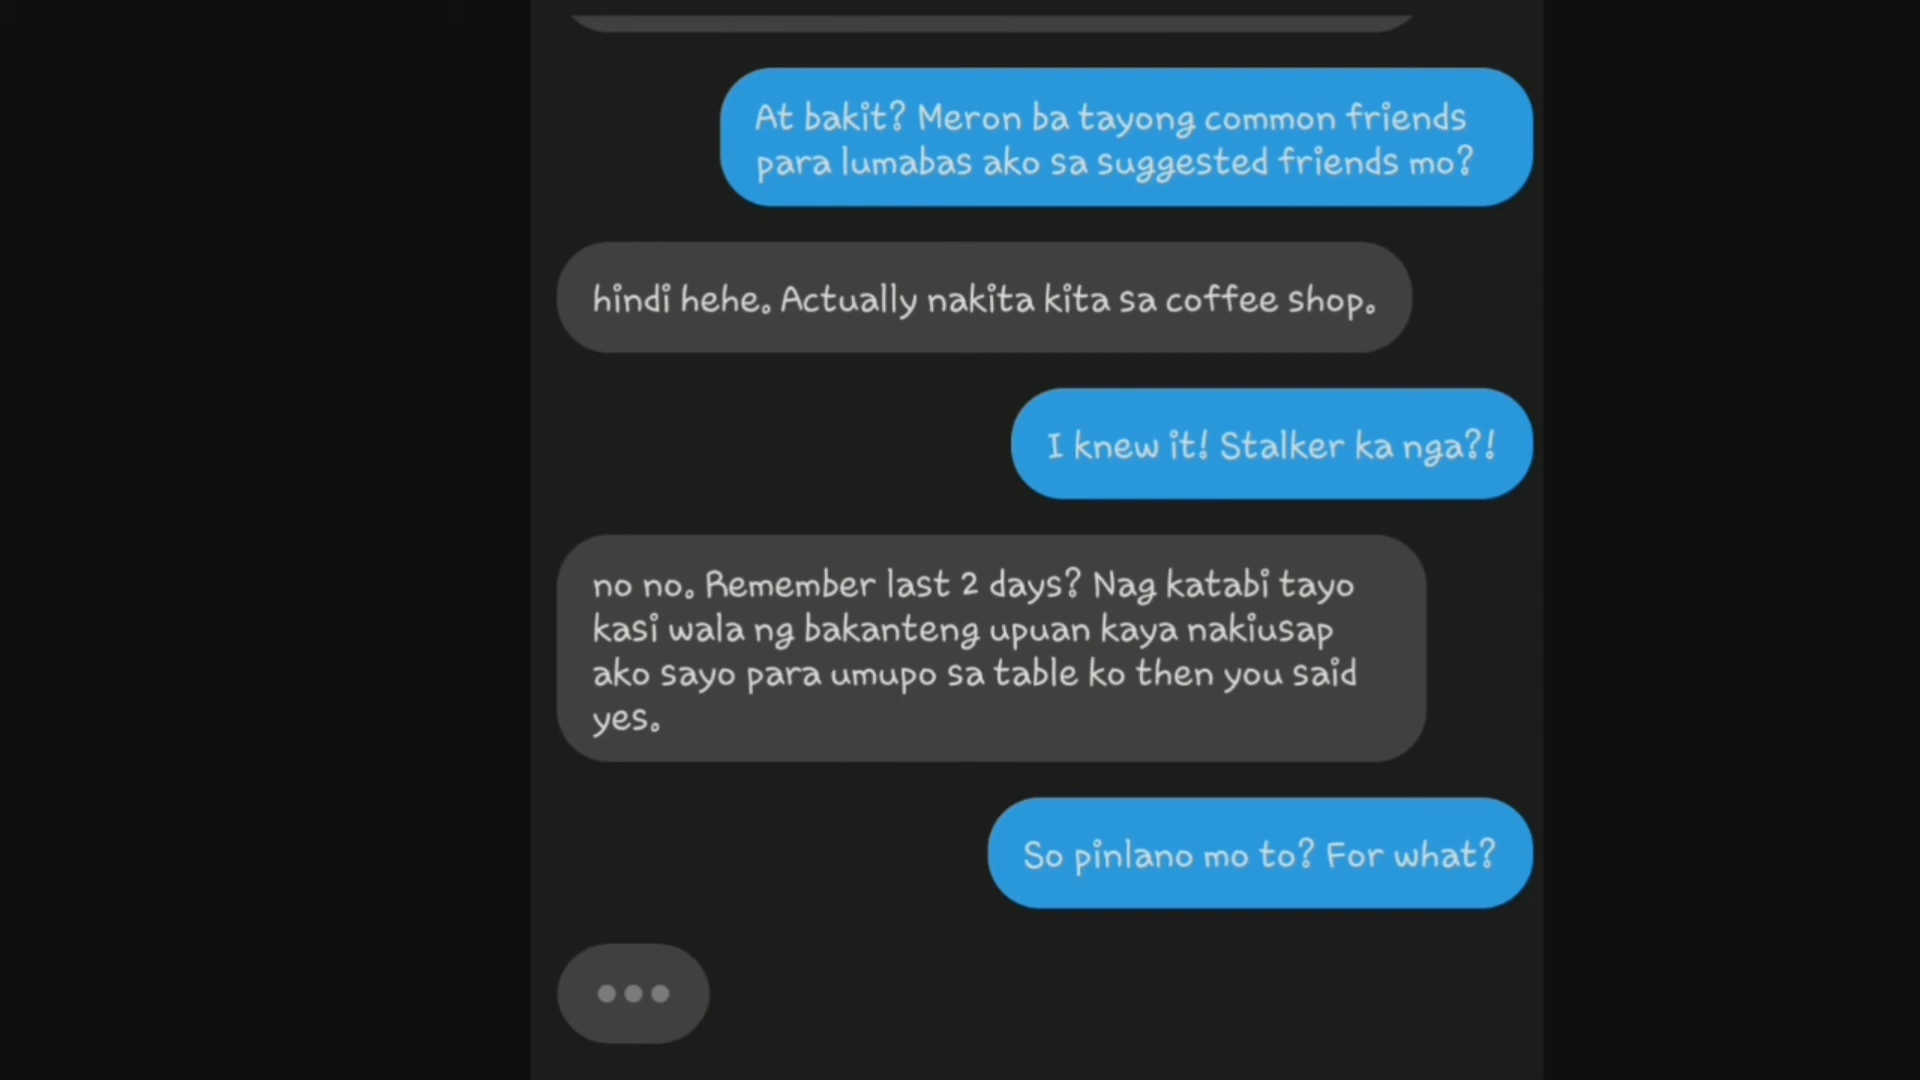 At bakit? Meron ba tayong common friends
para lumabas ako sa suggested friends mo?
hindi hehe. Actually nakita kita sa coffee shop.
I knew it! Stalker ka nga?!
no no. Remember last 2 days? Nag katabi tayo
kasi wala ng bakanteng upuan kaya nakiusap
ako sayo para umupo sa table ko then you said
yes.
So pinlano mo to? For what?